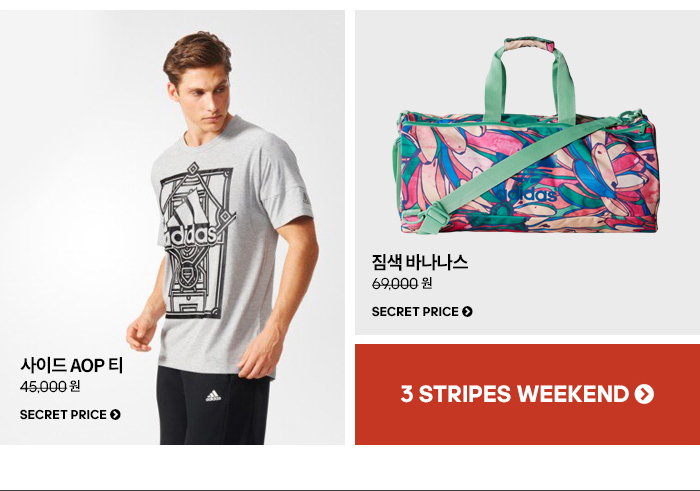 adidas
adidas
사이드 AOP 티
45,000 원
SECRET PRICE
adidas
짐색 바나나스
69,000 원
SECRET PRICE
3 STRIPES WEEKEND